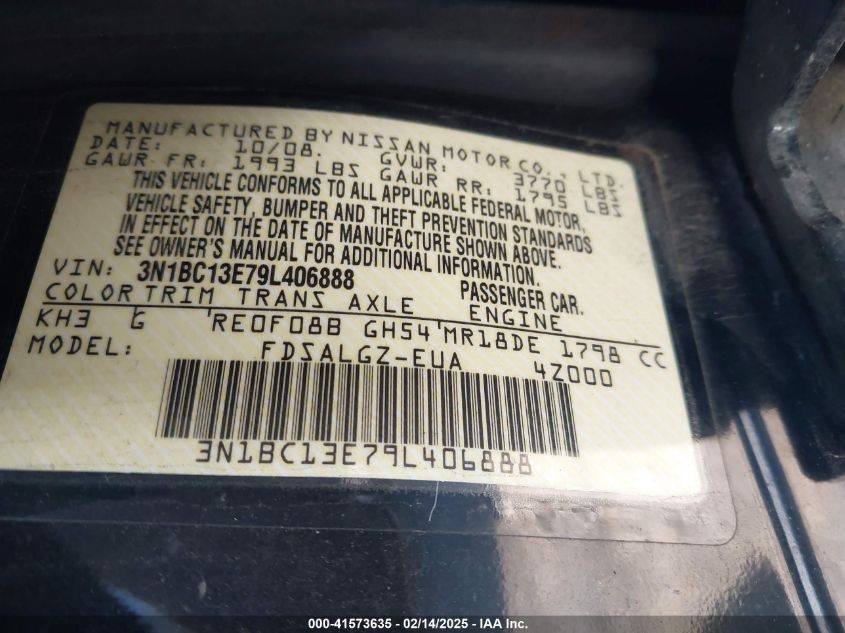 MANUFACTURED BY NISSAN MOTOR CO., LTD.
DATE: 10/08. GVWR: 3770 LBS
GAWR FR: 1993 LBS GAWR RR: 1795 LBS
THIS VEHICLE CONFORMS TO ALL APPLICABLE FEDERAL MOTOR,
VEHICLE SAFETY, BUMPER AND THEFT PREVENTION STANDARDS
IN EFFECT ON THE DATE OF MANUFACTURE SHOWN ABOVE.
SEE OWNER'S MANUAL FOR ADDITIONAL INFORMATION.
VIN: 3N1BC13E79L406888 PASSENGER CAR.
COLOR TRIM TRANS AXLE ENGINE
KH3 G RE0F08B GH54 MR18DE 1798 CC
MODEL: FDSALGZ-EUA 4Z000
3N1BC13E79L406888
000-41573635 - 02/14/2025 - IAA Inc.